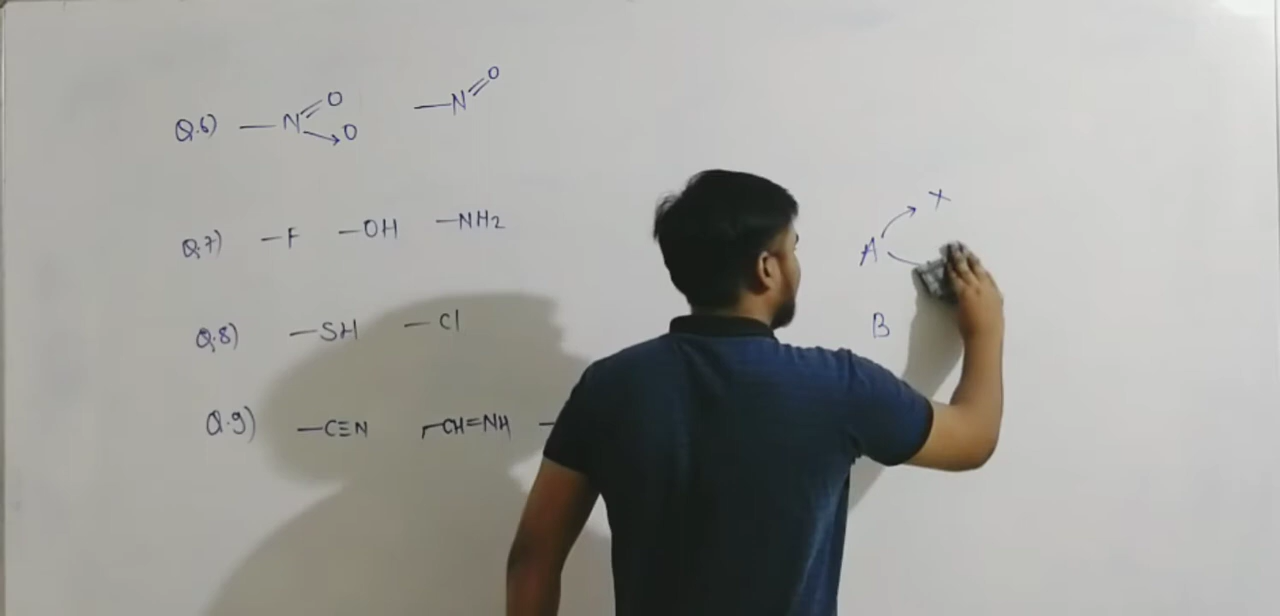 Q.6) —N=O→O —N=O
Q.7) —F —OH —NH₂
Q.8) —SH —Cl
Q.9) —C≡N —CH=NH —
A x
B